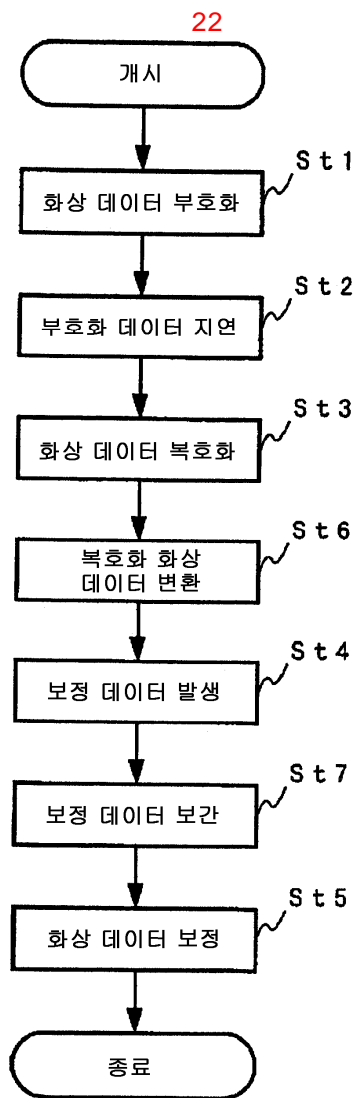 22
개시
St1
화상 데이터 부호화
St2
부호화 데이터 지연
St3
화상 데이터 복호화
St6
복호화 화상
데이터 변환
St4
보정 데이터 발생
St7
보정 데이터 보간
St5
화상 데이터 보정
종료